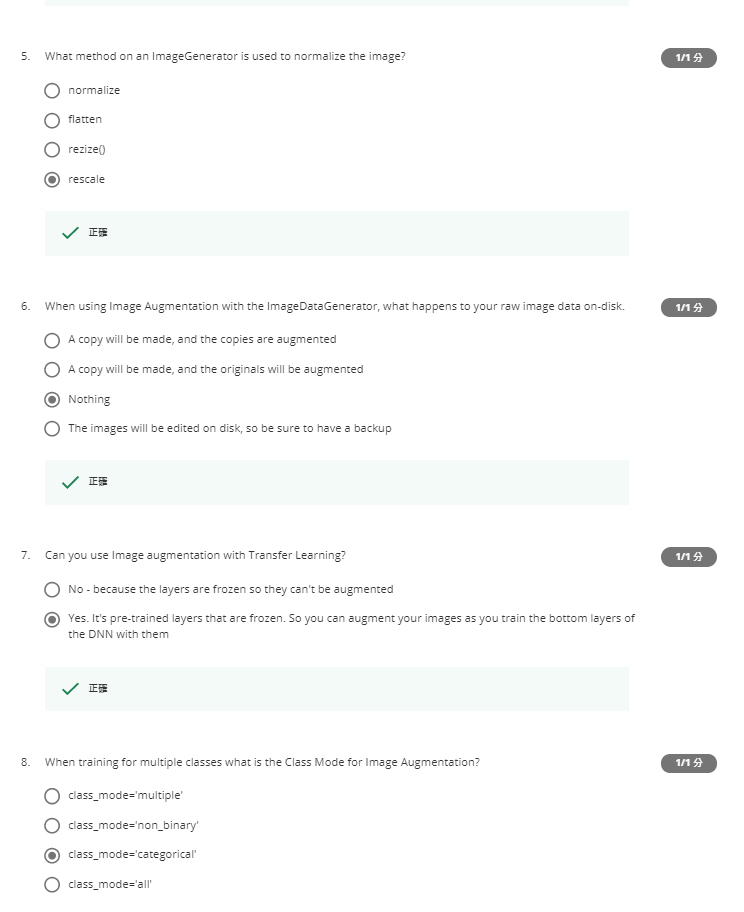 5. What method on an ImageGenerator is used to normalize the image?
1/1 分
normalize
flatten
rezize()
rescale
正確
6. When using Image Augmentation with the ImageDataGenerator, what happens to your raw image data on-disk.
1/1 分
A copy will be made, and the copies are augmented
A copy will be made, and the originals will be augmented
Nothing
The images will be edited on disk, so be sure to have a backup
正確
7. Can you use Image augmentation with Transfer Learning?
1/1 分
No - because the layers are frozen so they can't be augmented
Yes. It's pre-trained layers that are frozen. So you can augment your images as you train the bottom layers of
the DNN with them
正確
8. When training for multiple classes what is the Class Mode for Image Augmentation?
1/1 分
class_mode='multiple'
class_mode='non_binary'
class_mode='categorical'
class_mode='all'